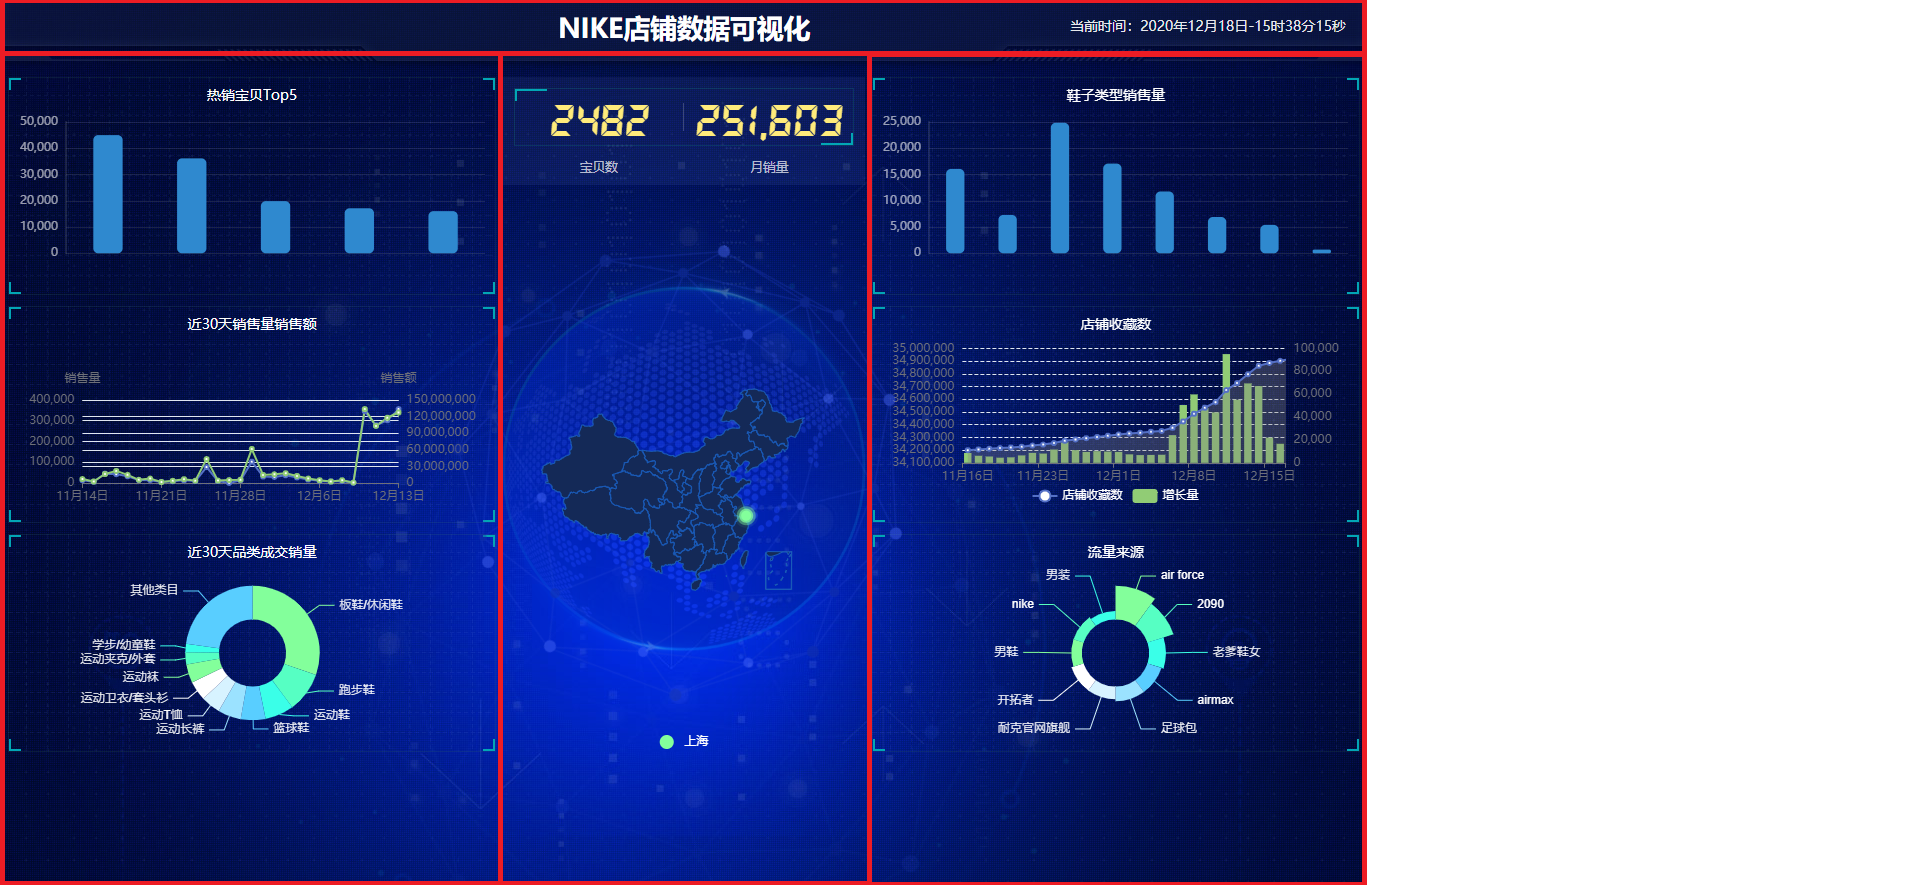 NIKE店铺数据可视化
当前时间：2020年12月18日-15时38分15秒
热销宝贝Top5
50,000
40,000
30,000
20,000
10,000
0
近30天销售量销售额
销售量
销售额
400,000
300,000
200,000
100,000
0
150,000,000
120,000,000
90,000,000
60,000,000
30,000,000
0
11月14日
11月21日
11月28日
12月6日
12月13日
近30天品类成交销量
其他类目
板鞋/休闲鞋
学步/幼童鞋
运动夹克/外套
运动袜
跑步鞋
运动卫衣/套头衫
运动T恤
运动鞋
运动长裤
篮球鞋
2482
251,603
宝贝数
月销量
上海
鞋子类型销售量
25,000
20,000
15,000
10,000
5,000
0
店铺收藏数
35,000,000
34,900,000
34,800,000
34,700,000
34,600,000
34,500,000
34,400,000
34,300,000
34,200,000
34,100,000
100,000
80,000
60,000
40,000
20,000
0
11月16日
11月23日
12月1日
12月8日
12月15日
店铺收藏数
增长量
流量来源
男装
air force
nike
2090
男鞋
老爹鞋女
开拓者
airmax
耐克官网旗舰
足球包